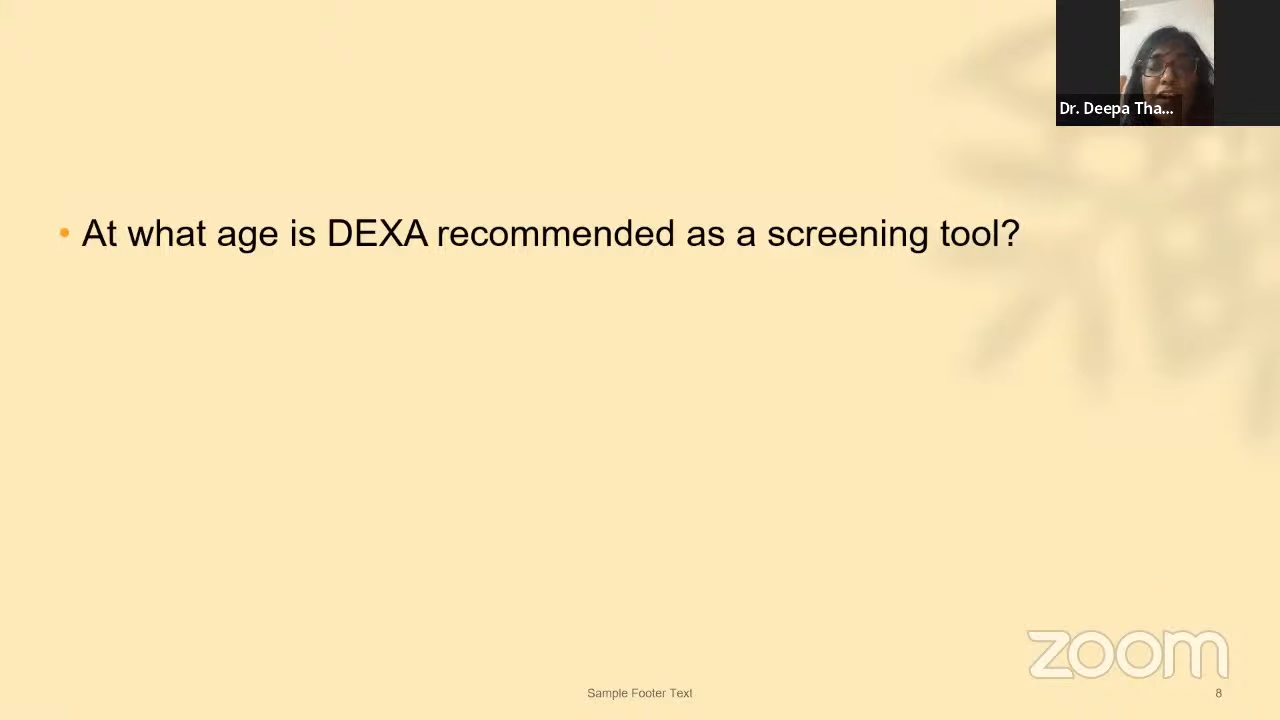 Dr. Deepa Tha...
• At what age is DEXA recommended as a screening tool?
zoom
Sample Footer Text
8